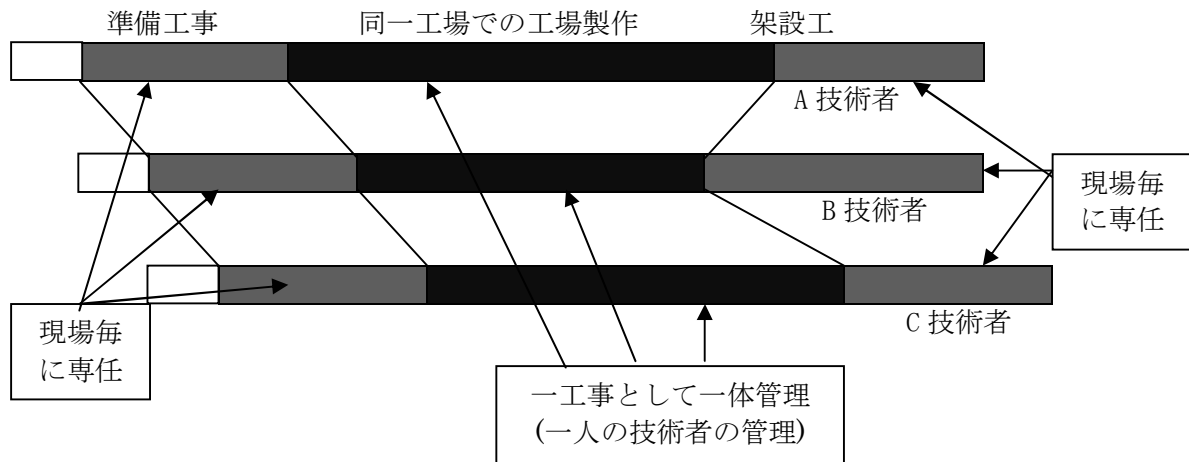 準備工事 同一工場での工場製作 架設工
A 技術者
B 技術者
現場毎
に専任
C 技術者
現場毎
に専任
一工事として一体管理
(一人の技術者の管理)